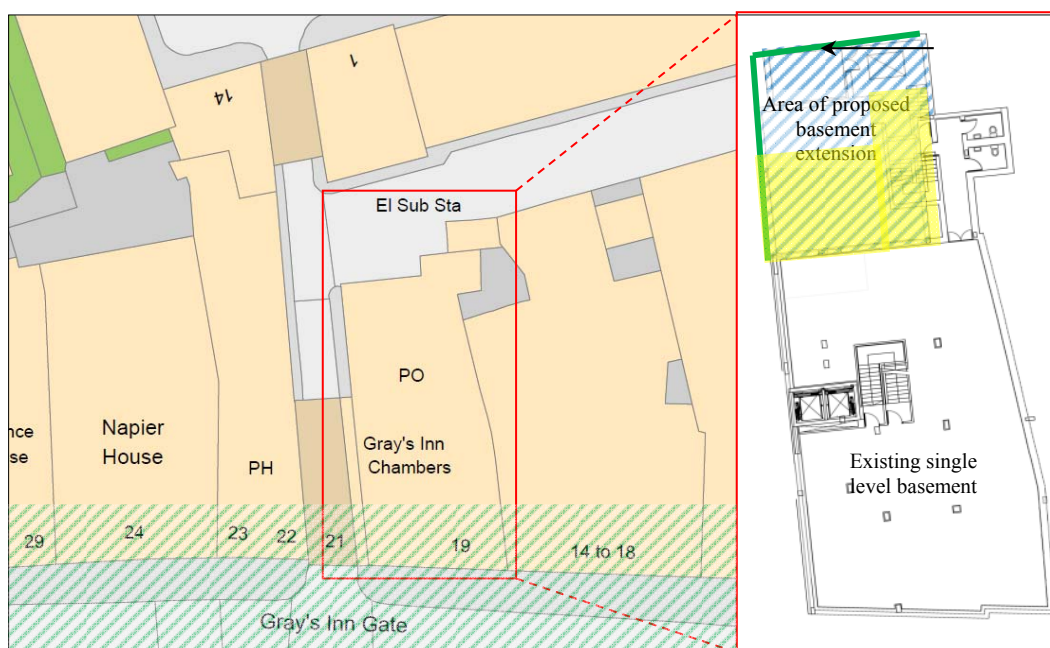 14
1
El Sub Sta
PO
Gray's Inn
Chambers
Napier
House
nce
se
PH
29
24
23
22
21
19
14 to 18
Gray's Inn Gate
Area of proposed
basement
extension
Existing single
level basement